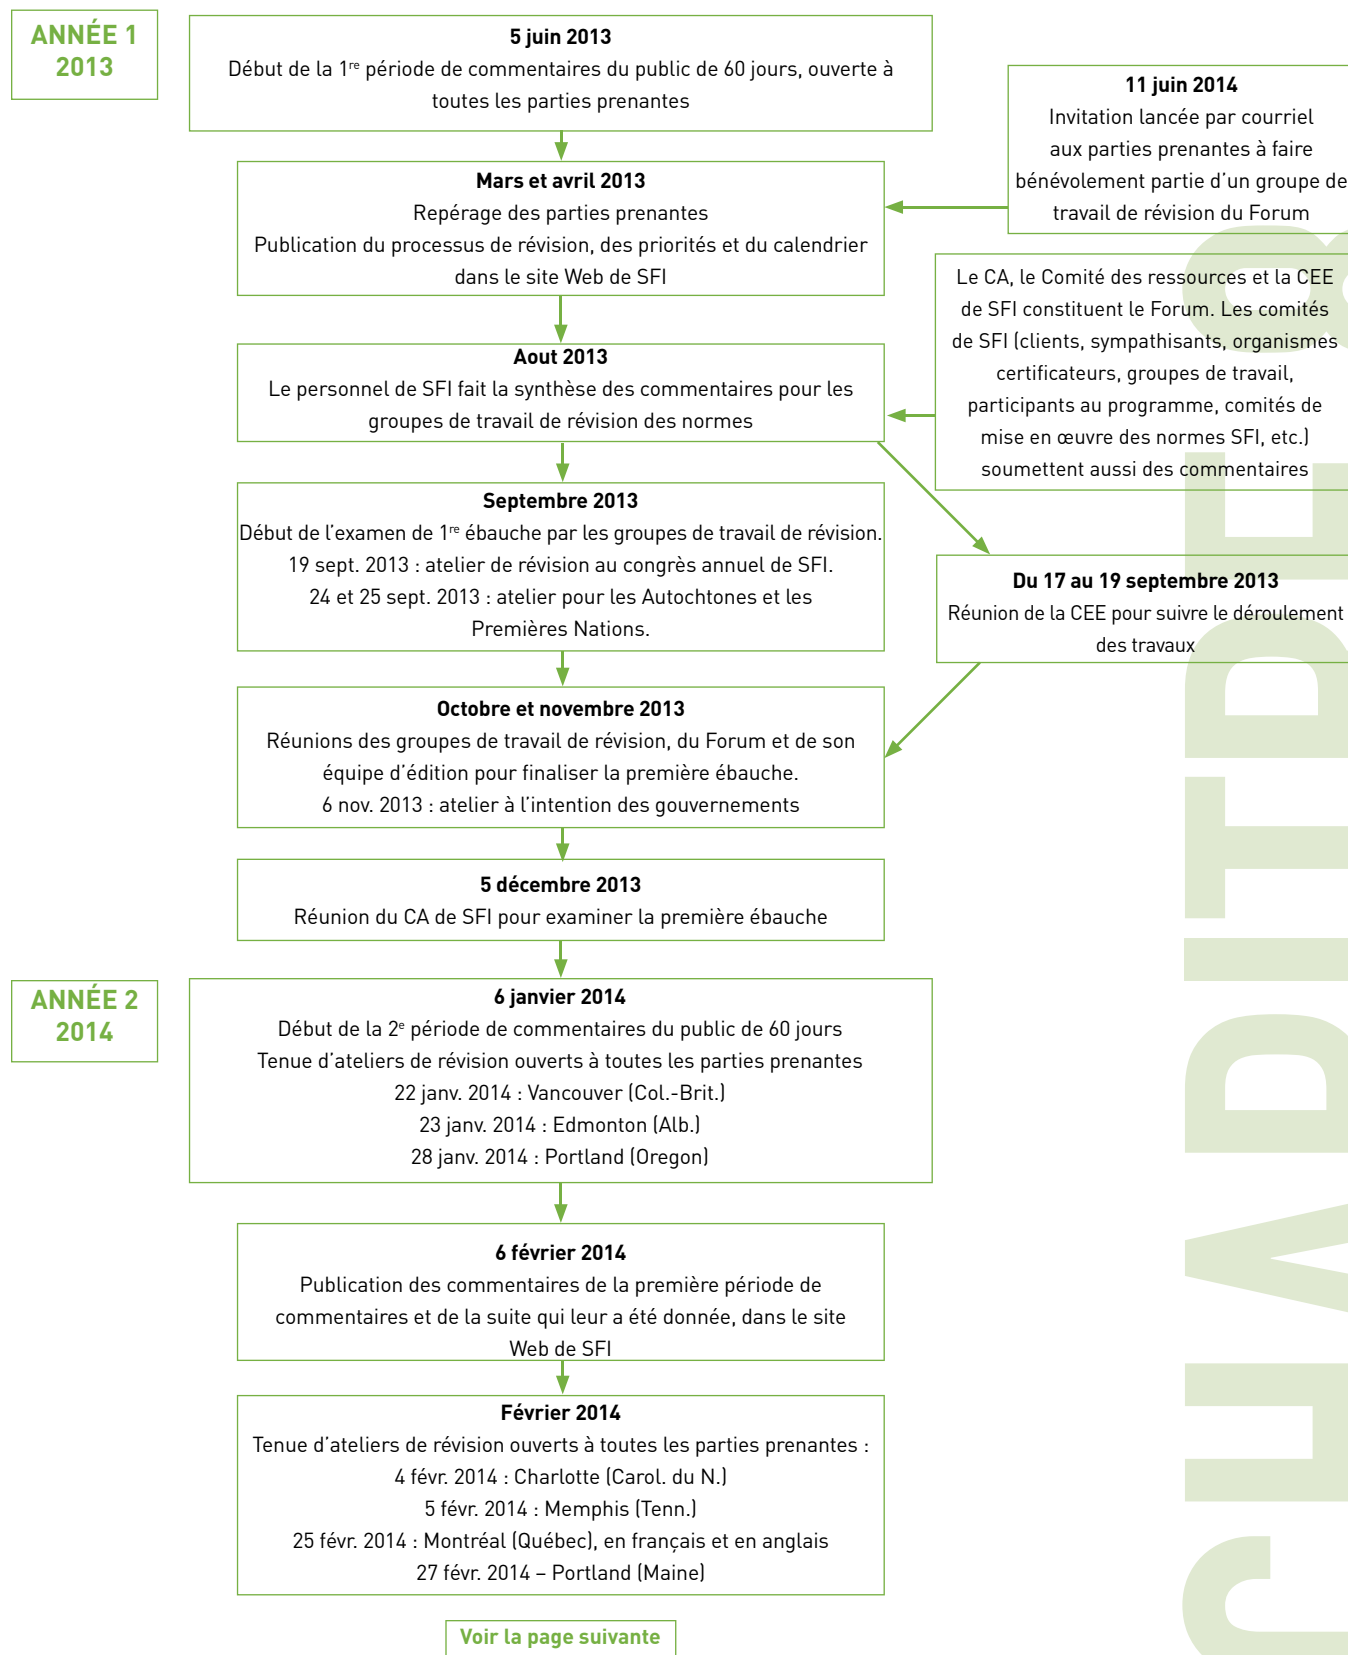 ANNÉE 1
2013
5 juin 2013
Début de la 1re période de commentaires du public de 60 jours, ouverte à
toutes les parties prenantes
11 juin 2014
Invitation lancée par courriel
aux parties prenantes à faire
bénévolement partie d'un groupe de
travail de révision du Forum
Mars et avril 2013
Repérage des parties prenantes
Publication du processus de révision, des priorités et du calendrier
dans le site Web de SFI
Le CA, le Comité des ressources et la CEE
de SFI constituent le Forum. Les comités
de SFI (clients, sympathisants, organismes
certificateurs, groupes de travail,
participants au programme, comités de
mise en œuvre des normes SFI, etc.)
soumettent aussi des commentaires
Aout 2013
Le personnel de SFI fait la synthèse des commentaires pour les
groupes de travail de révision des normes
Septembre 2013
Début de l'examen de 1re ébauche par les groupes de travail de révision.
19 sept. 2013 : atelier de révision au congrès annuel de SFI.
24 et 25 sept. 2013 : atelier pour les Autochtones et les
Premières Nations.
Du 17 au 19 septembre 2013
Réunion de la CEE pour suivre le déroulement
des travaux
Octobre et novembre 2013
Réunions des groupes de travail de révision, du Forum et de son
équipe d'édition pour finaliser la première ébauche.
6 nov. 2013 : atelier à l'intention des gouvernements
5 décembre 2013
Réunion du CA de SFI pour examiner la première ébauche
ANNÉE 2
2014
6 janvier 2014
Début de la 2e période de commentaires du public de 60 jours
Tenue d'ateliers de révision ouverts à toutes les parties prenantes
22 janv. 2014 : Vancouver (Col.-Brit.)
23 janv. 2014 : Edmonton (Alb.)
28 janv. 2014 : Portland (Oregon)
6 février 2014
Publication des commentaires de la première période de
commentaires et de la suite qui leur a été donnée, dans le site
Web de SFI
Février 2014
Tenue d'ateliers de révision ouverts à toutes les parties prenantes :
4 févr. 2014 : Charlotte (Carol. du N.)
5 févr. 2014 : Memphis (Tenn.)
25 févr. 2014 : Montréal (Québec), en français et en anglais
27 févr. 2014 – Portland (Maine)
Voir la page suivante